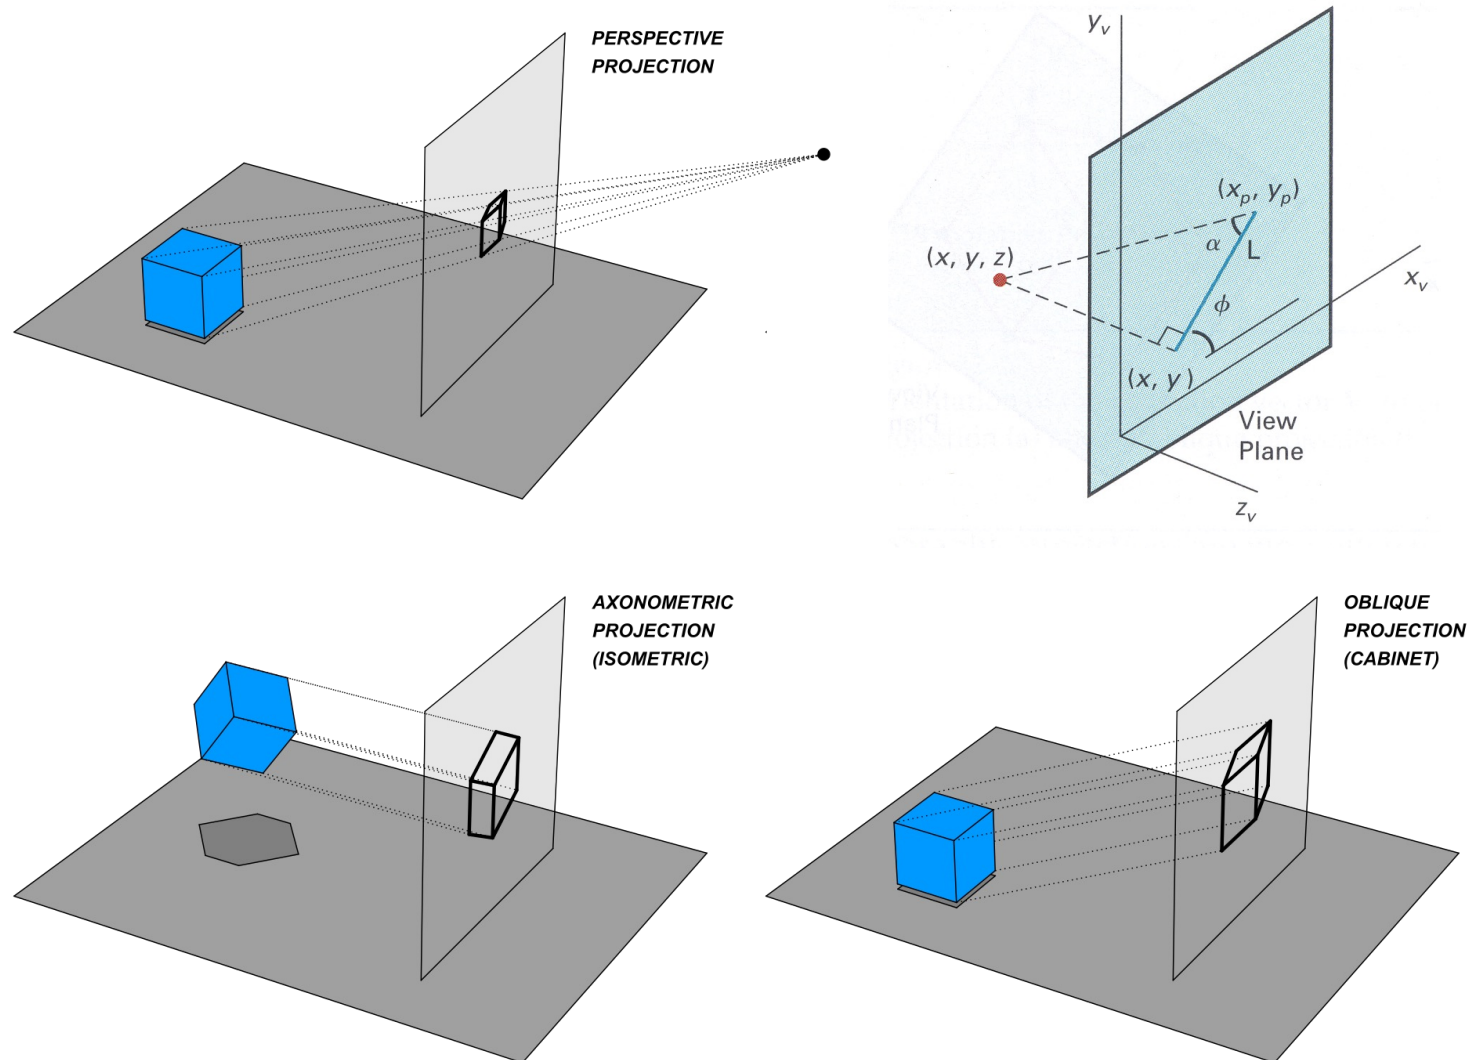 PERSPECTIVE
PROJECTION
y_v
(x_p, y_p)
α L
(x, y, z)
x_v
ϕ
(x, y )
View
Plane
z_v
AXONOMETRIC
PROJECTION
(ISOMETRIC)
OBLIQUE
PROJECTION
(CABINET)